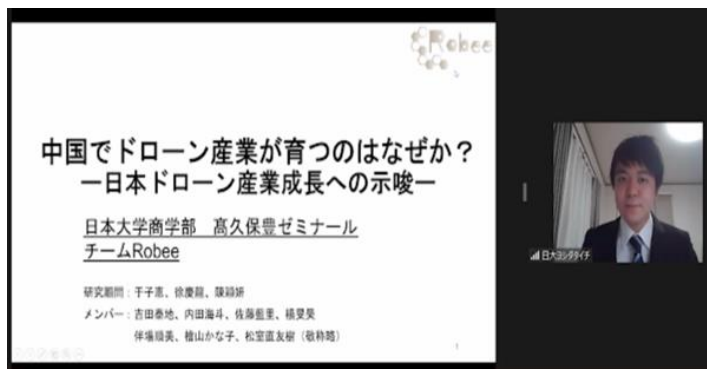 Robee
中国でドローン産業が育つのはなぜか？
ー日本ドローン産業成長への示唆ー
日本大学商学部　髙久保豊ゼミナール
チームRobee
研究顧問：于子恵、徐慶龍、陳穎妍
メンバー：吉田泰地、内田海斗、佐藤藍里、楊旻昊
伴場順美、檜山かな子、松室直友樹（敬称略）
1
日大ヨシダタイチ